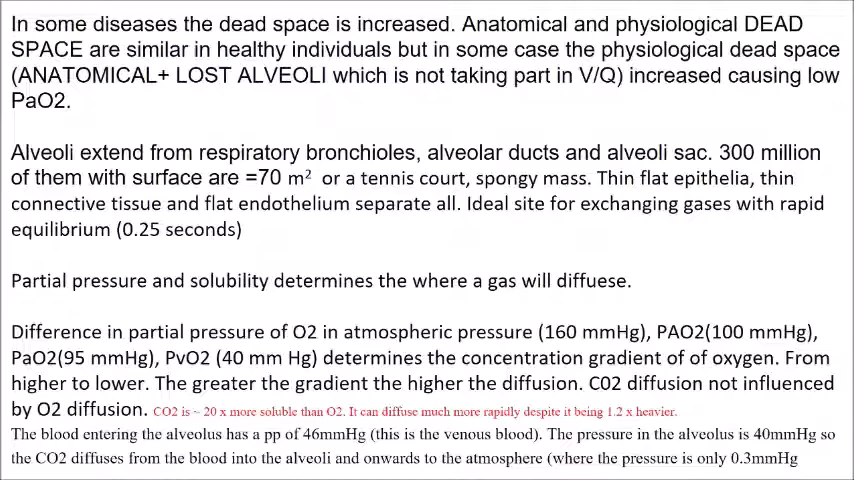 In some diseases the dead space is increased. Anatomical and physiological DEAD
SPACE are similar in healthy individuals but in some case the physiological dead space
(ANATOMICAL+ LOST ALVEOLI which is not taking part in V/Q) increased causing low
PaO2.
Alveoli extend from respiratory bronchioles, alveolar ducts and alveoli sac. 300 million
of them with surface are =70 m² or a tennis court, spongy mass. Thin flat epithelia, thin
connective tissue and flat endothelium separate all. Ideal site for exchanging gases with rapid
equilibrium (0.25 seconds)
Partial pressure and solubility determines the where a gas will diffuese.
Difference in partial pressure of O2 in atmospheric pressure (160 mmHg), PAO2(100 mmHg),
PaO2(95 mmHg), PvO2 (40 mm Hg) determines the concentration gradient of of oxygen. From
higher to lower. The greater the gradient the higher the diffusion. C02 diffusion not influenced
by O2 diffusion. CO2 is ~ 20 x more soluble than O2. It can diffuse much more rapidly despite it being 1.2 x heavier.
The blood entering the alveolus has a pp of 46mmHg (this is the venous blood). The pressure in the alveolus is 40mmHg so
the CO2 diffuses from the blood into the alveoli and onwards to the atmosphere (where the pressure is only 0.3mmHg